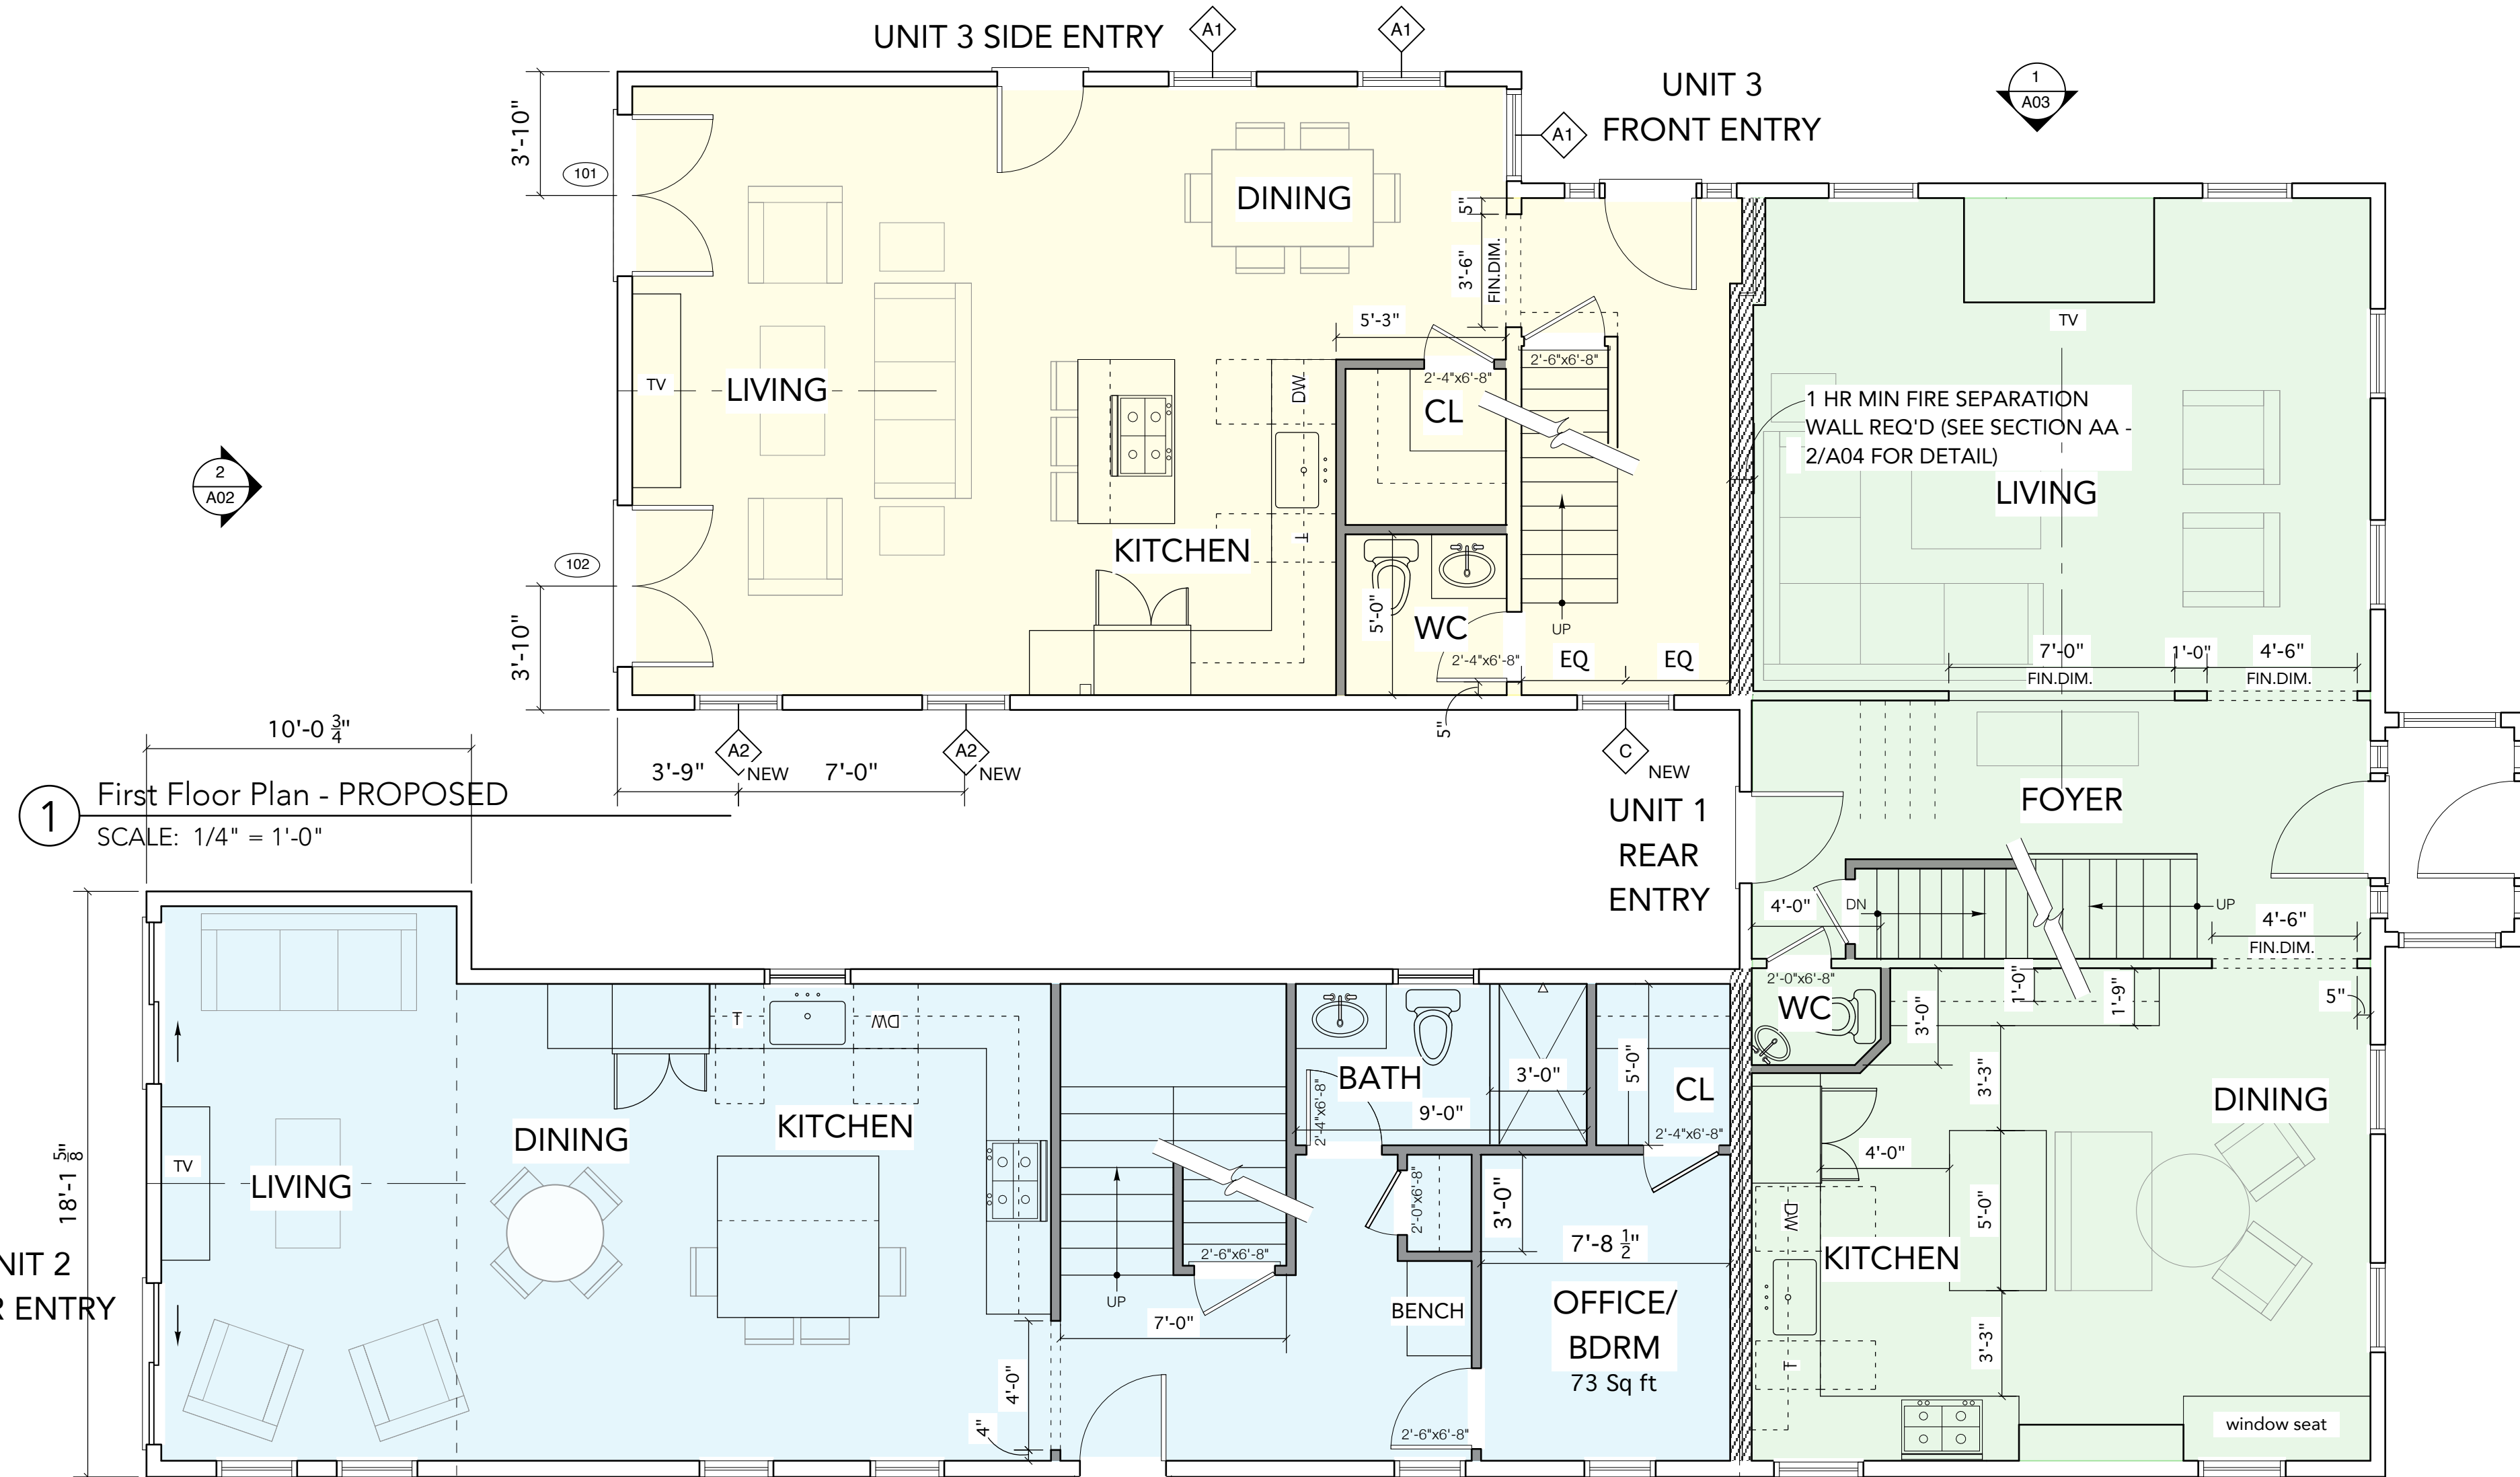 UNIT 3 SIDE ENTRY
A1
A1
UNIT 3
FRONT ENTRY
A1
1
A03
3'-10"
101
DINING
5"
3'-6"
FIN.DIM.
5'-3"
2'-6"x6'-8"
2'-4"x6'-8"
TV
LIVING
DW
CL
TV
1 HR MIN FIRE SEPARATION
WALL REQ'D (SEE SECTION AA -
2/A04 FOR DETAIL)
LIVING
2
A02
102
KITCHEN
T
5'-0"
WC
2'-4"x6'-8"
UP
EQ
EQ
3'-10"
5"
7'-0"
FIN.DIM.
1'-0"
4'-6"
FIN.DIM.
10'-0 3/4"
A2
NEW
A2
NEW
C
NEW
3'-9"
7'-0"
1
First Floor Plan - PROPOSED
SCALE: 1/4" = 1'-0"
UNIT 1
REAR
ENTRY
FOYER
4'-0"
DN
UP
4'-6"
FIN.DIM.
2'-0"x6'-8"
WC
3'-0"
1'-0"
1'-9"
5"
T
DW
BATH
2'-4"x6'-8"
3'-0"
9'-0"
5'-0"
CL
2'-4"x6'-8"
3'-3"
DINING
18'-1 5/8"
TV
LIVING
DINING
KITCHEN
2'-0"x6'-8"
3'-0"
7'-8 1/2"
4'-0"
DW
5'-0"
KITCHEN
NIT 2
R ENTRY
2'-6"x6'-8"
UP
7'-0"
BENCH
OFFICE/
BDRM
73 Sq ft
3'-3"
T
4'-0"
4"
2'-6"x6'-8"
window seat